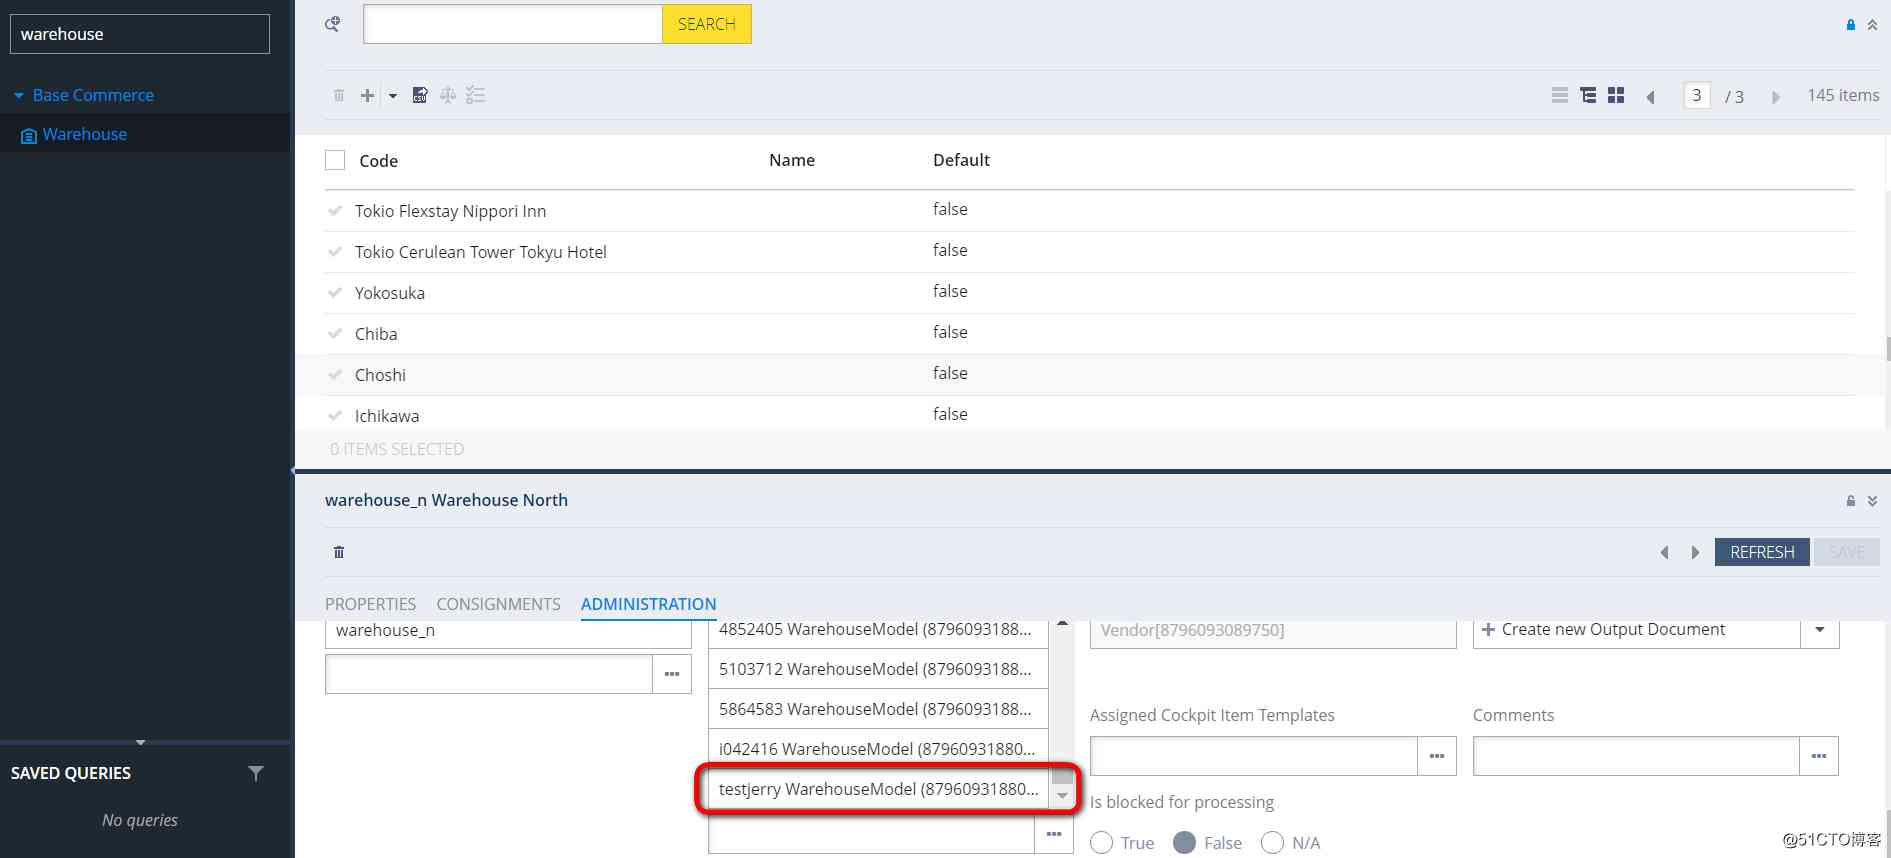 warehouse
Base Commerce
Warehouse
SAVED QUERIES
No queries
SEARCH
CSV
3 / 3 145 items
Code Name Default
Tokio Flexstay Nippori Inn false
Tokio Cerulean Tower Tokyu Hotel false
Yokosuka false
Chiba false
Choshi false
Ichikawa false
0 ITEMS SELECTED
warehouse_n Warehouse North
REFRESH SAVE
PROPERTIES CONSIGNMENTS ADMINISTRATION
warehouse_n
4852405 WarehouseModel (879609318...
5103712 WarehouseModel (879609318...
5864583 WarehouseModel (879609318...
i042416 WarehouseModel (87960931880...
testjerry WarehouseModel (87960931880...
Vendor[8796093089750]
Create new Output Document
Assigned Cockpit Item Templates
Comments
Is blocked for processing
True False N/A
@51CTO博客